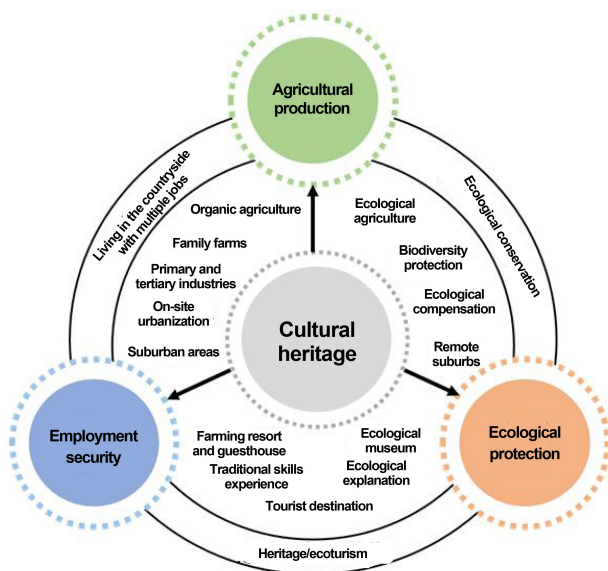 Agricultural
production
Living in the countryside
with multiple jobs
Ecological conservation
Organic agriculture
Ecological
agriculture
Family farms
Biodiversity
protection
Primary and
tertiary industries
Ecological
compensation
On-site
urbanization
Cultural
heritage
Suburban areas
Remote
suburbs
Employment
security
Ecological
protection
Farming resort
and guesthouse
Ecological
museum
Traditional skills
experience
Ecological
explanation
Tourist destination
Heritage/ecoturism